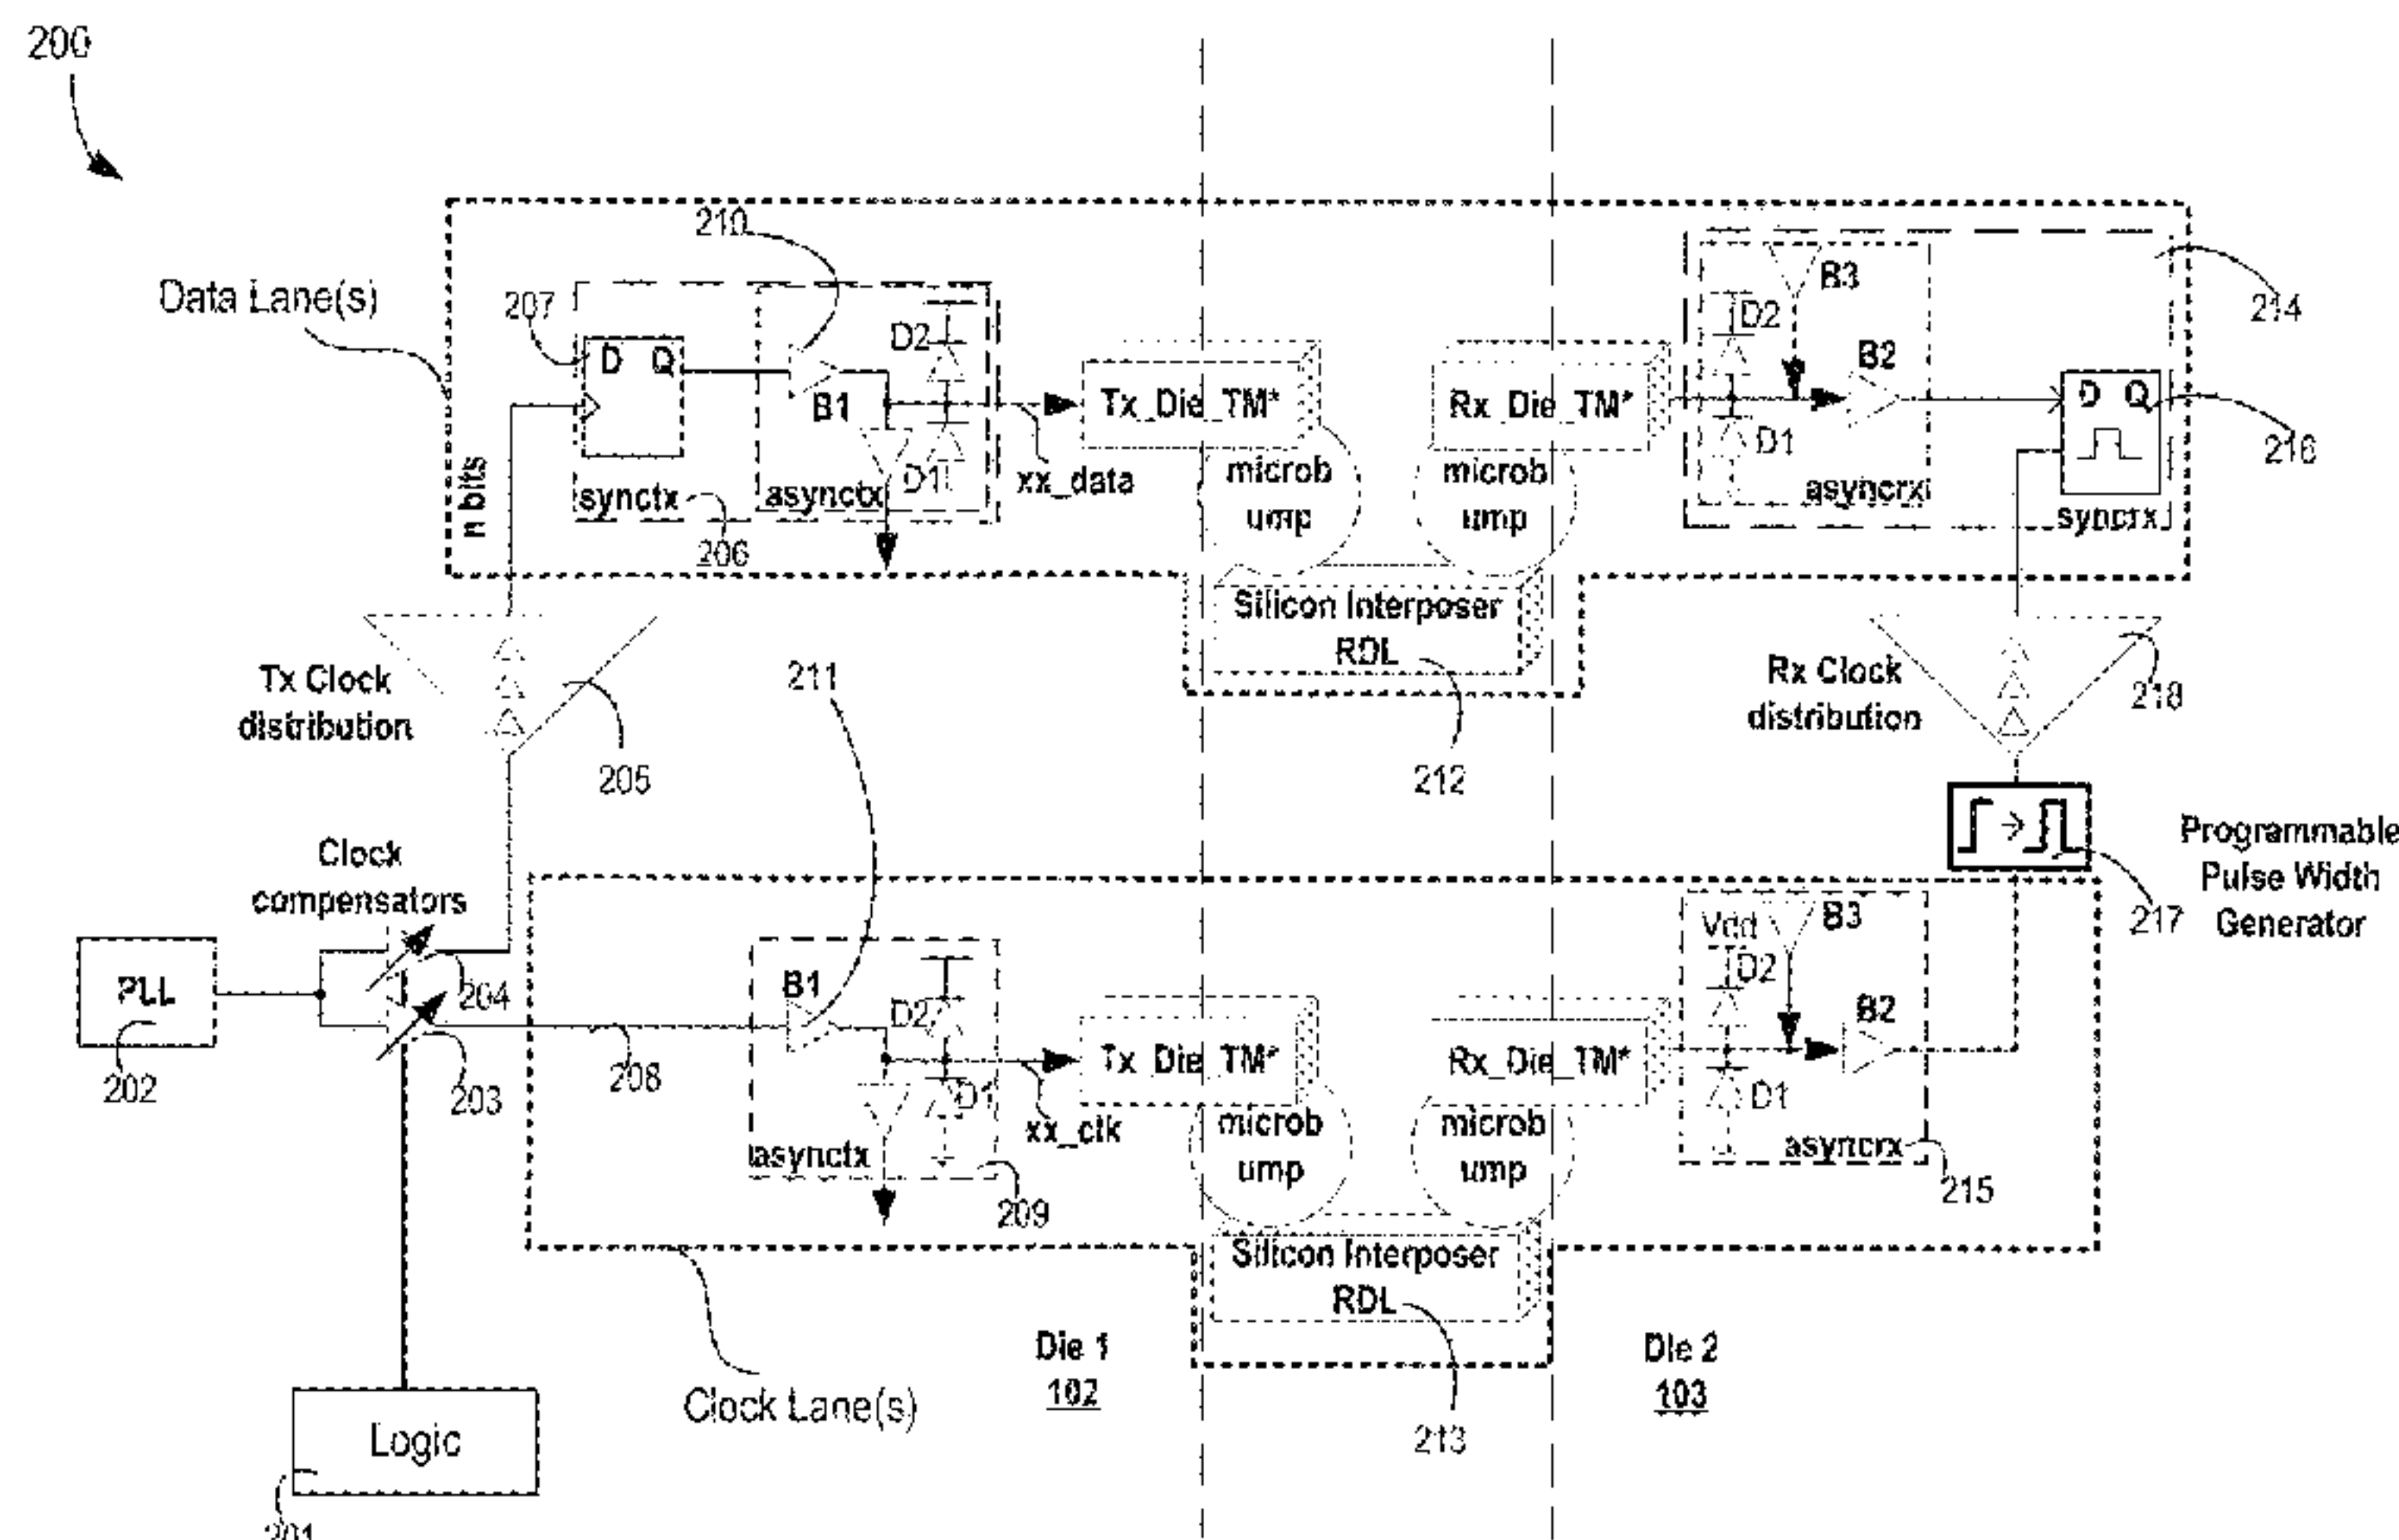 200
210
Data Lane(s)
207
D Q
B1
D2
D1
xx_data
n bits
synctx
asynctx
206
Tx_Die_TM*
Rx_Die_TM*
microb
ump
microb
ump
Silicon Interposer
RDL
212
D2
B3
B2
D1
asyncrx
D Q
syncrx
214
216
Tx Clock
distribution
205
211
Rx Clock
distribution
218
Programmable
Pulse Width
Generator
217
Clock
compensators
PLL
202
204
203
208
B1
D2
D1
asynctx
209
xx_clk
Tx_Die_TM*
Rx_Die_TM*
microb
ump
microb
ump
Silicon Interposer
RDL
213
Vdd
B3
D2
B2
D1
asyncrx
215
Die 1
102
Die 2
103
Clock Lane(s)
Logic
201